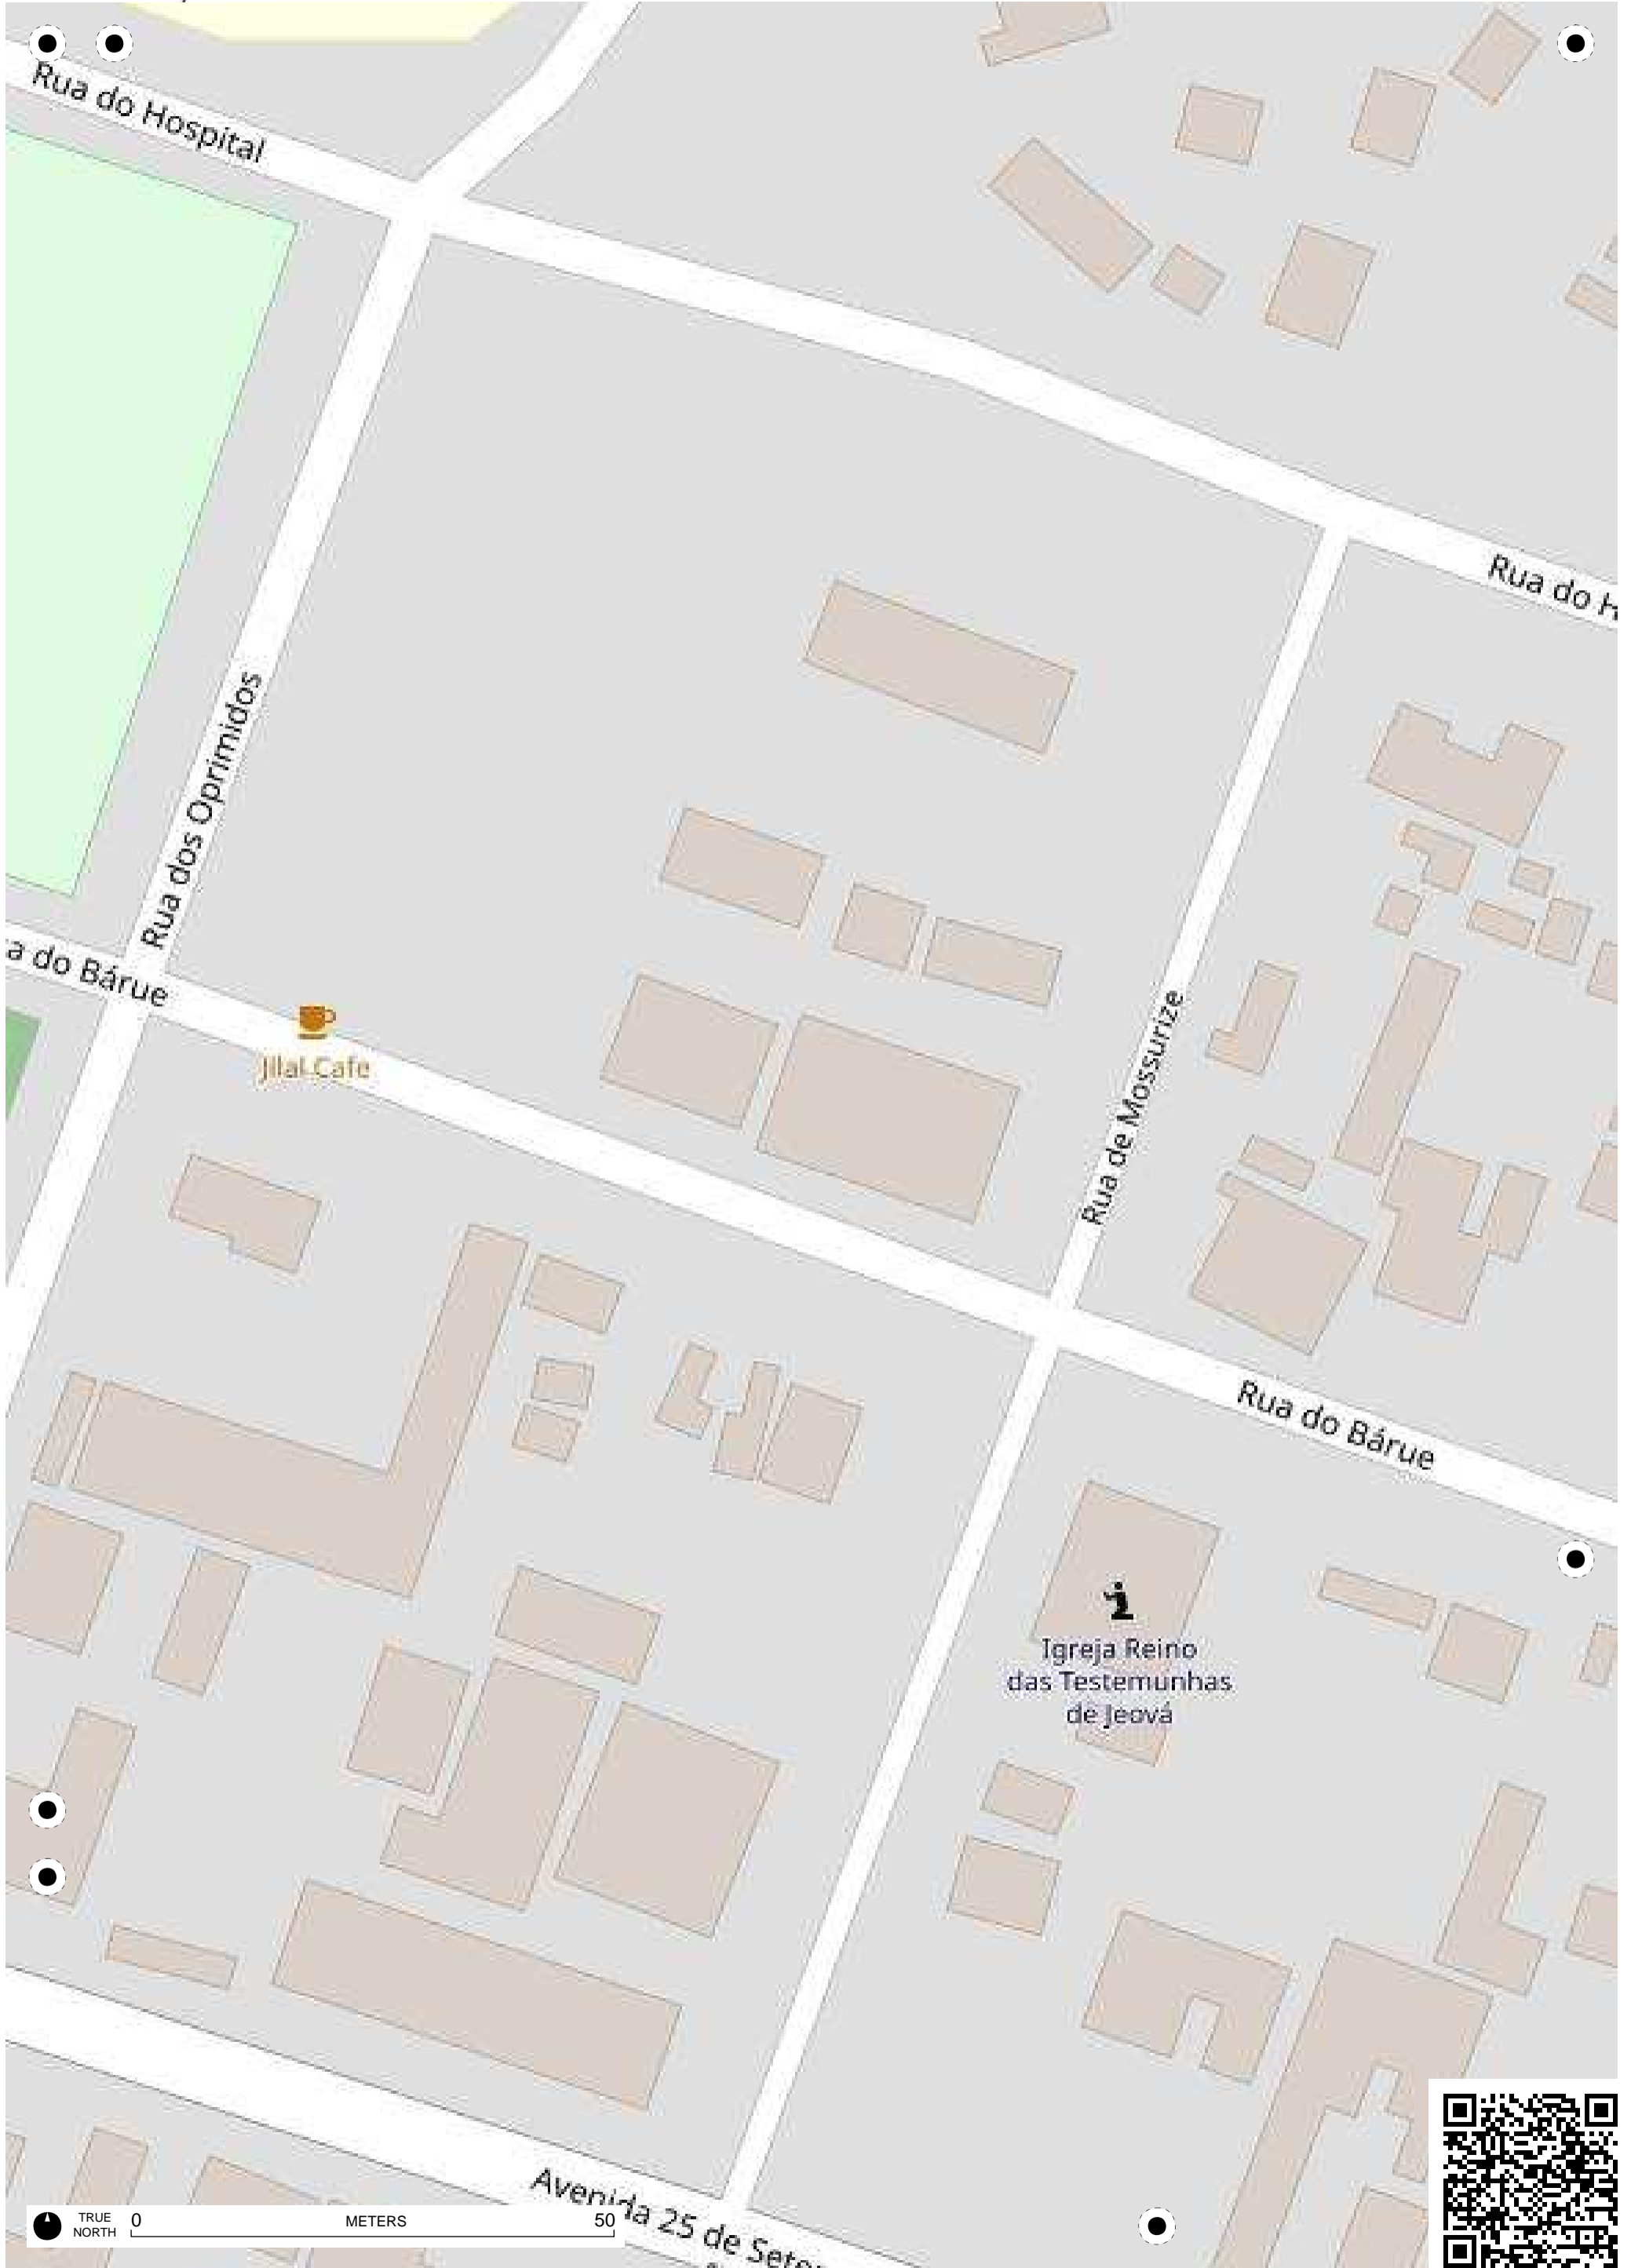 Rua do Hospital
Rua do H
Rua dos Oprimidos
a do Bárue
Jilal Cafe
Rua de Mossurize
Rua do Bárue
Igreja Reino
das Testemunhas
de Jeová
Avenida 25 de Sete
TRUE
NORTH
0
METERS
50